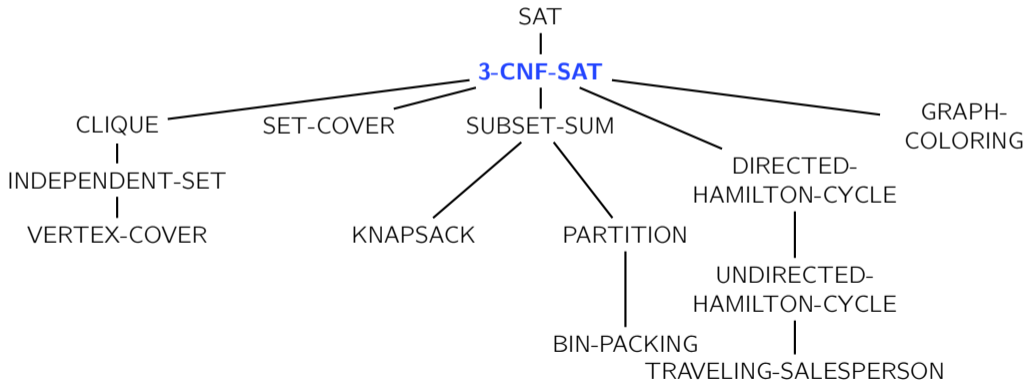 SAT
3-CNF-SAT
CLIQUE
SET-COVER
SUBSET-SUM
GRAPH-
COLORING
INDEPENDENT-SET
DIRECTED-
HAMILTON-CYCLE
VERTEX-COVER
KNAPSACK
PARTITION
UNDIRECTED-
HAMILTON-CYCLE
BIN-PACKING
TRAVELING-SALESPERSON